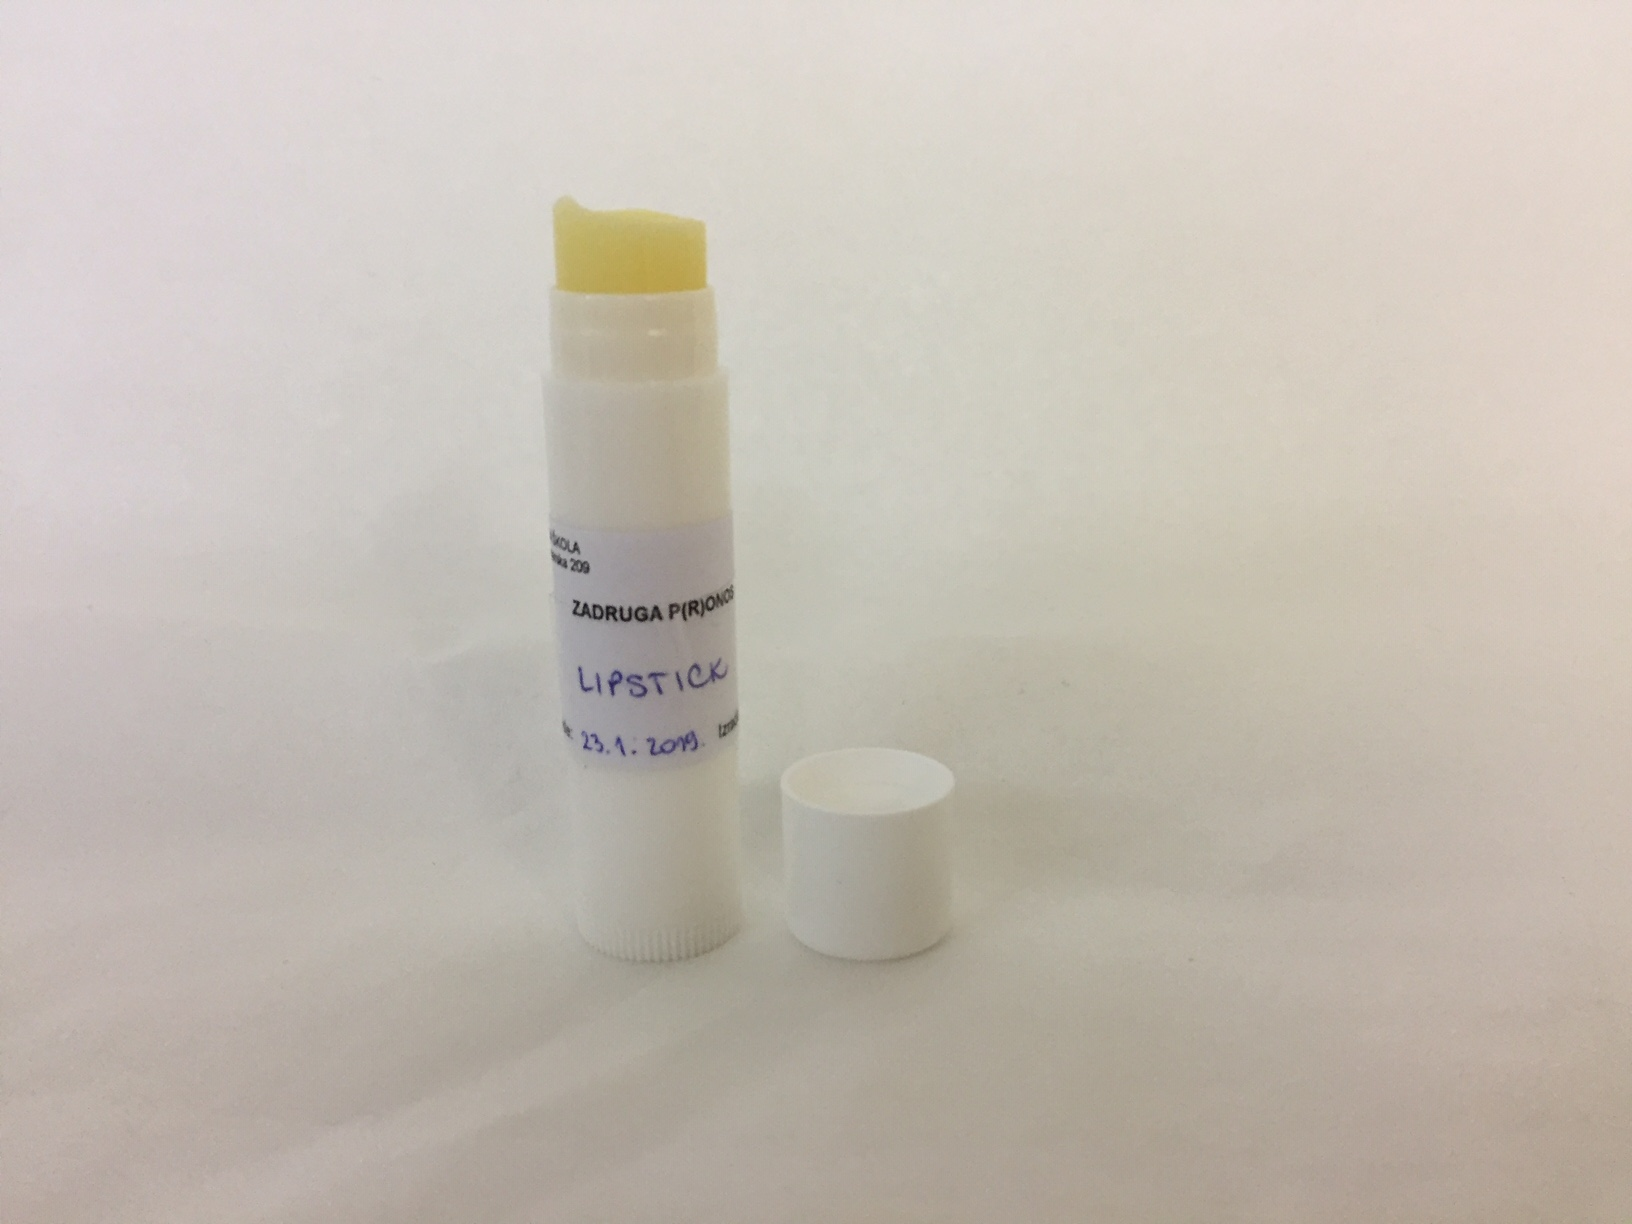 ŠKOLA
209
ZADRUGA P(R)ONOS
LIPSTICK
23.1.2019.